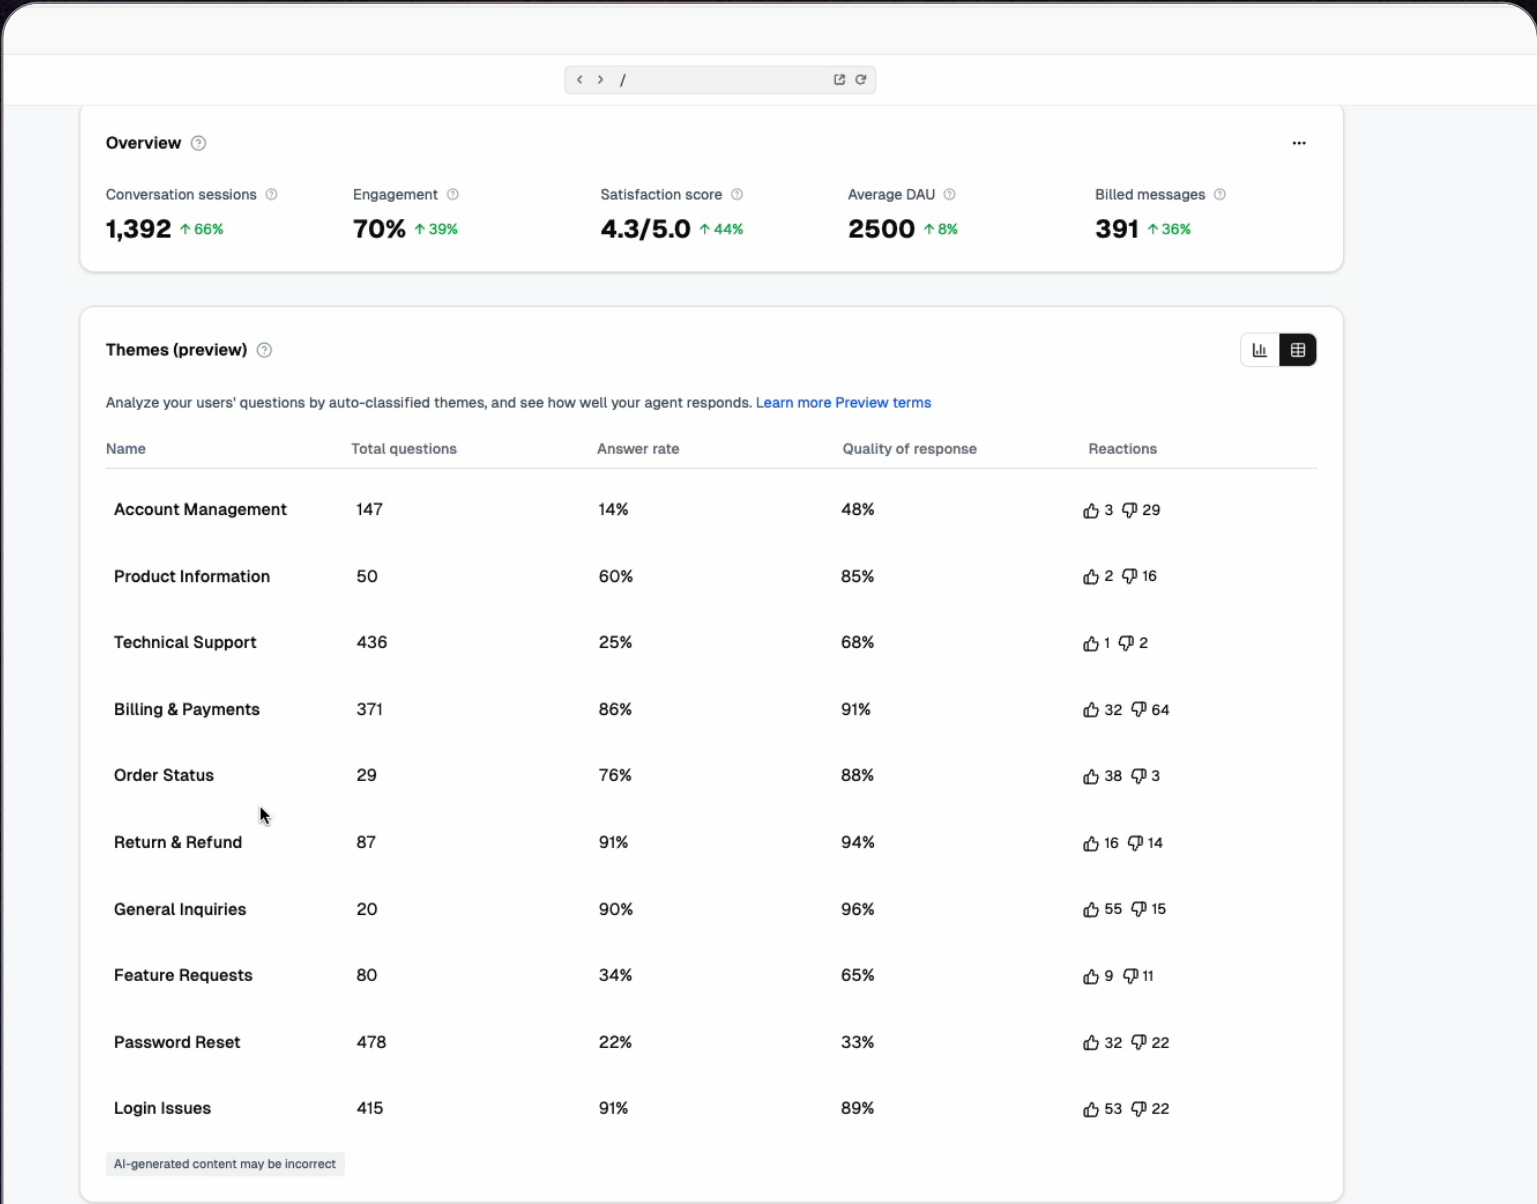 /
Overview
Conversation sessions Engagement Satisfaction score Average DAU Billed messages
1,392 ↑ 66% 70% ↑ 39% 4.3/5.0 ↑ 44% 2500 ↑ 8% 391 ↑ 36%
Themes (preview)
Analyze your users' questions by auto-classified themes, and see how well your agent responds. Learn more Preview terms
Name Total questions Answer rate Quality of response Reactions
Account Management 147 14% 48% 3 29
Product Information 50 60% 85% 2 16
Technical Support 436 25% 68% 1 2
Billing & Payments 371 86% 91% 32 64
Order Status 29 76% 88% 38 3
Return & Refund 87 91% 94% 16 14
General Inquiries 20 90% 96% 55 15
Feature Requests 80 34% 65% 9 11
Password Reset 478 22% 33% 32 22
Login Issues 415 91% 89% 53 22
AI-generated content may be incorrect